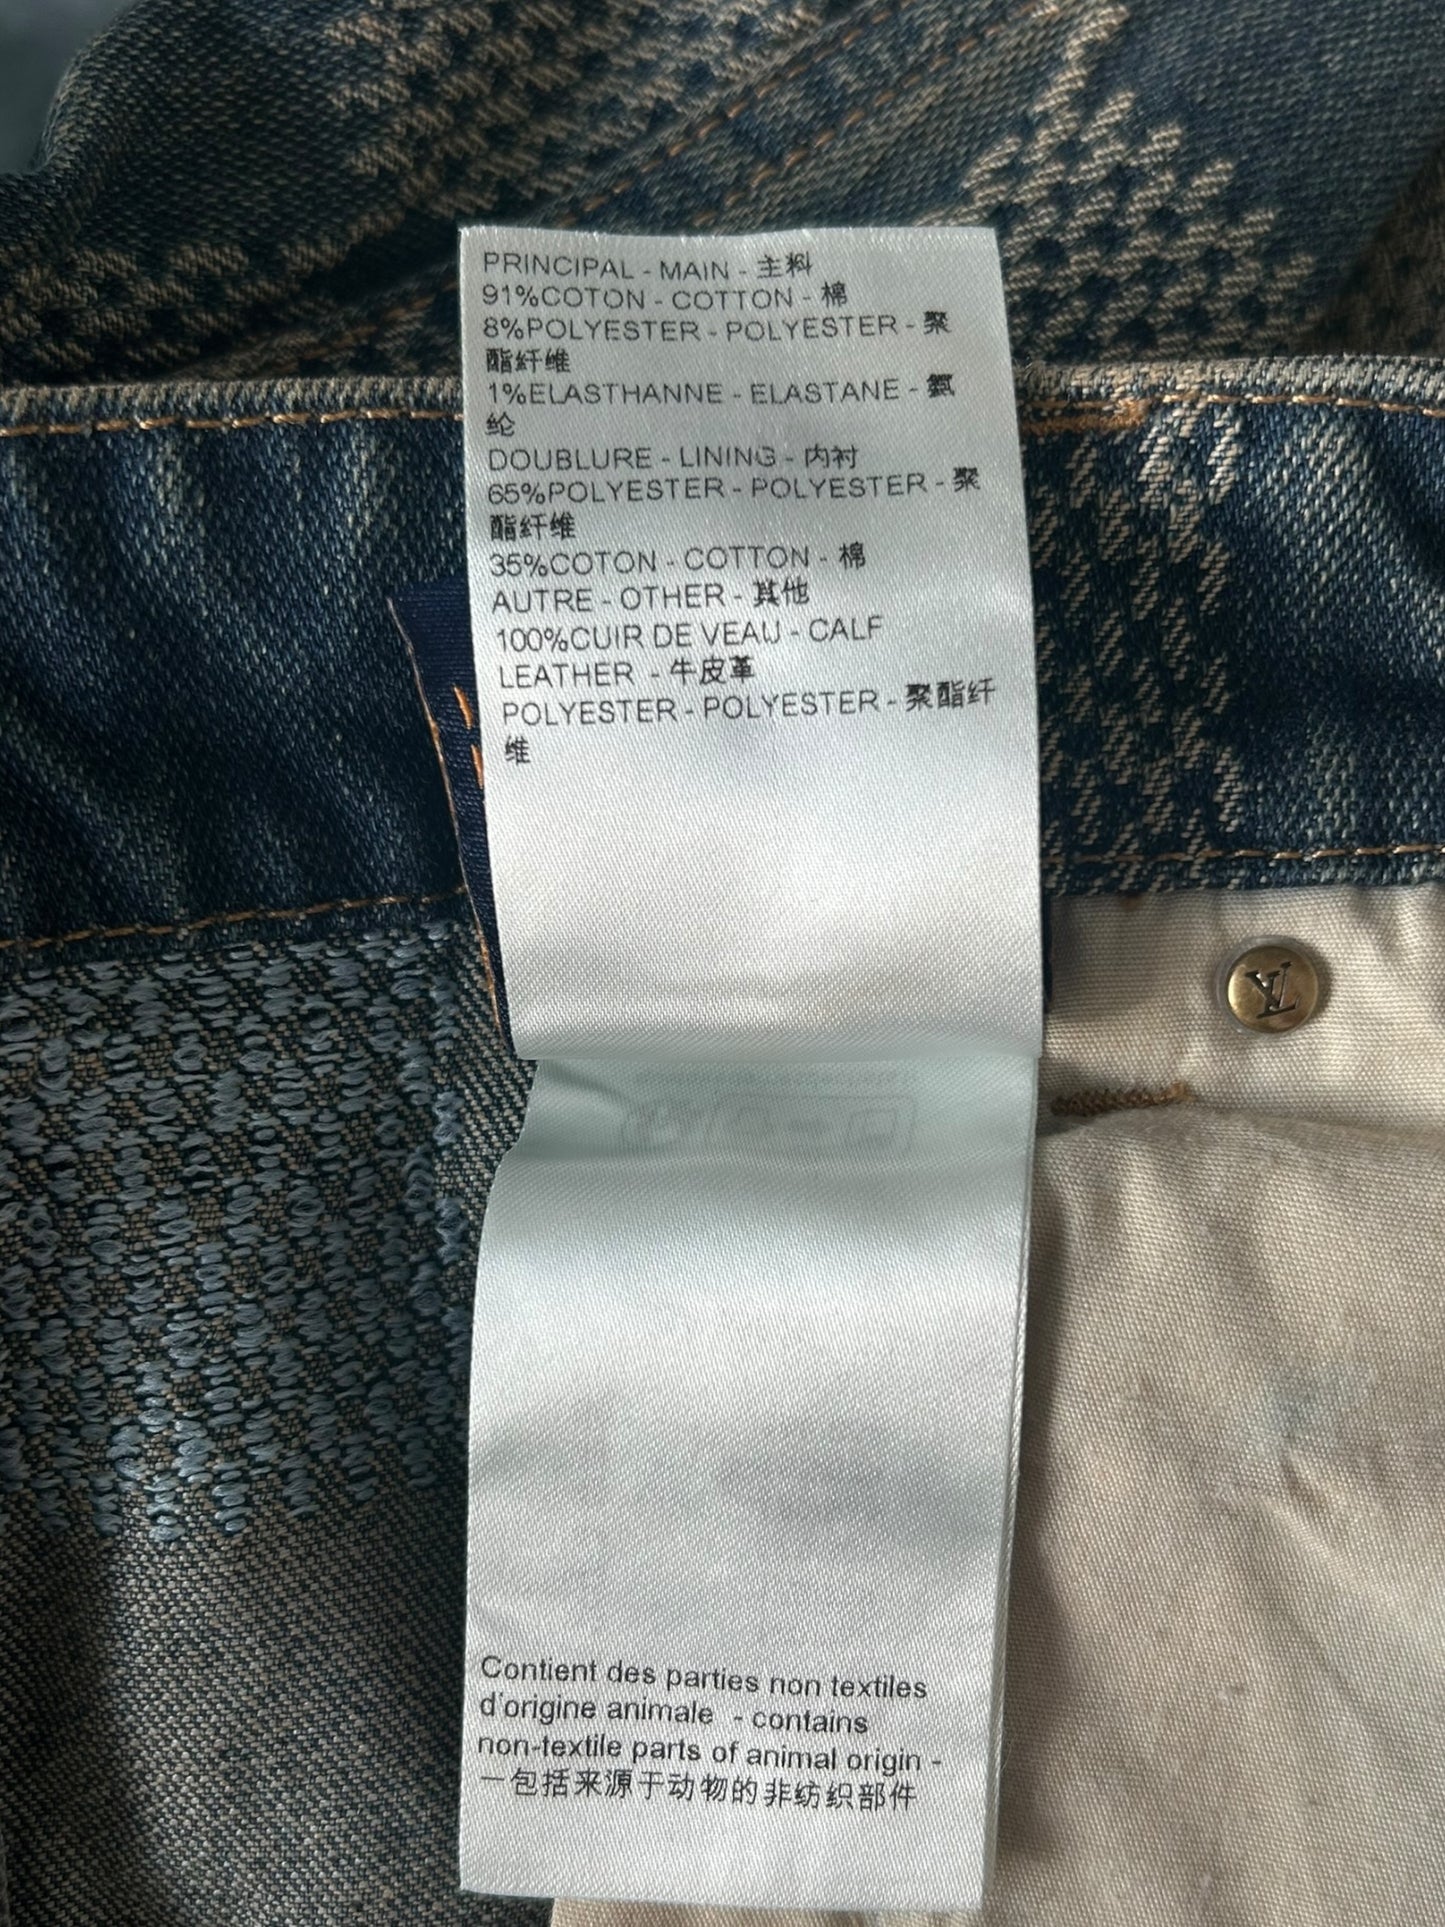 PRINCIPAL - MAIN - 主料
91%COTON - COTTON - 棉
8%POLYESTER - POLYESTER - 聚
酯纤维
1%ELASTHANNE - ELASTANE - 氨
纶
DOUBLURE - LINING - 内衬
65%POLYESTER - POLYESTER - 聚
酯纤维
35%COTON - COTTON - 棉
AUTRE - OTHER - 其他
100%CUIR DE VEAU - CALF
LEATHER - 牛皮革
POLYESTER - POLYESTER - 聚酯纤
维
LV
Contient des parties non textiles
d'origine animale - contains
non-textile parts of animal origin -
一包括来源于动物的非纺织部件